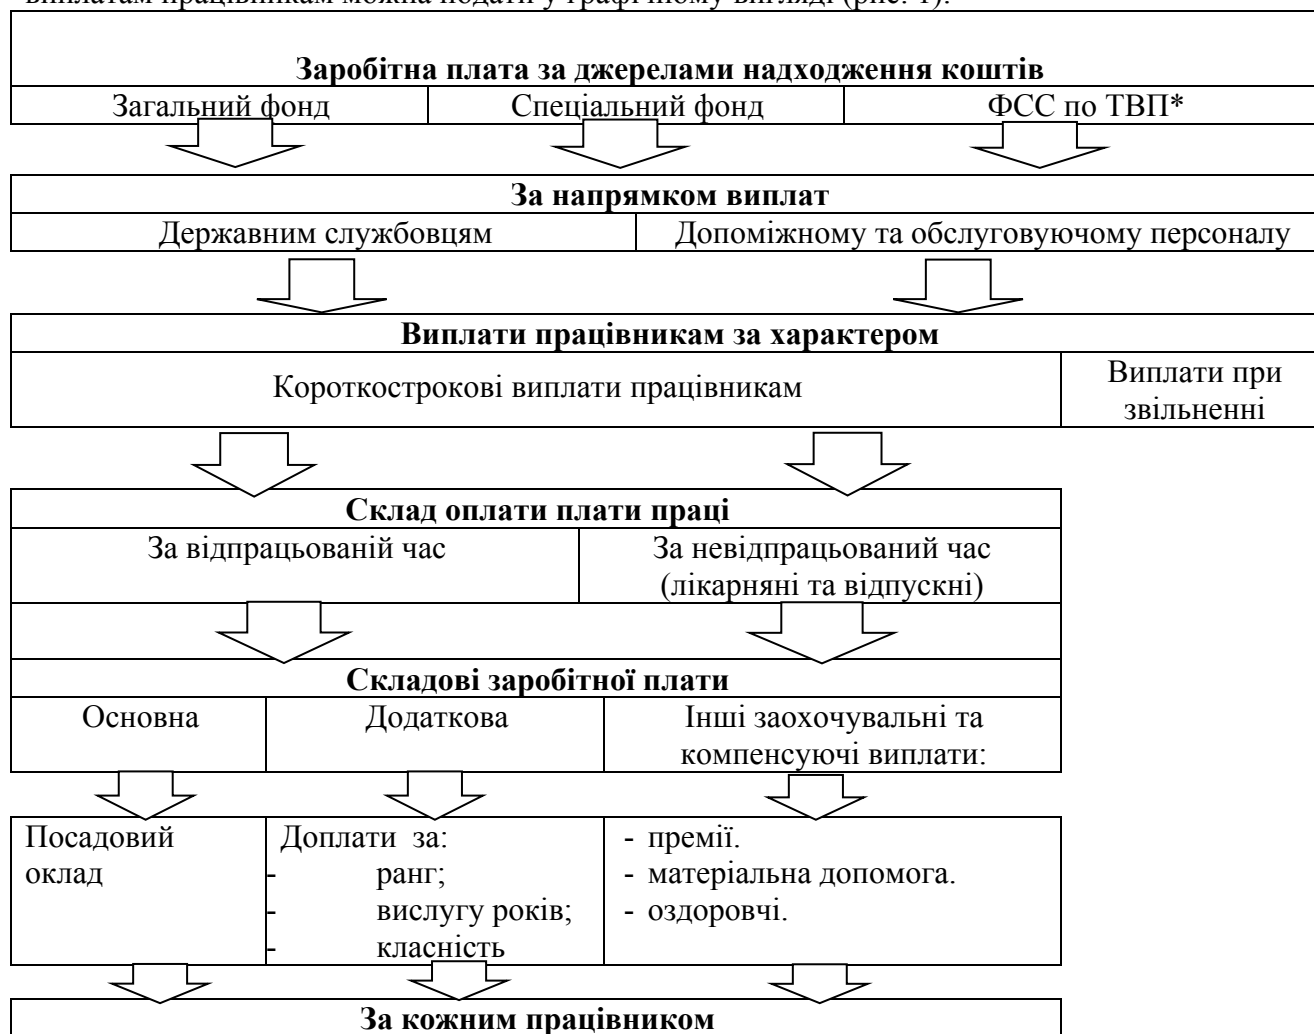 виплатам працівникам можна подати у графічному вигляді (рис. 1).
Заробітна плата за джерелами надходження коштів
Загальний фонд Спеціальний фонд ФСС по ТВП*
За напрямком виплат
Державним службовцям Допоміжному та обслуговуючому персоналу
Виплати працівникам за характером
Короткострокові виплати працівникам
Виплати при
звільненні
Склад оплати плати праці
За відпрацьованій час
За невідпрацьований час
(лікарняні та відпускні)
Складові заробітної плати
Основна
Додаткова
Інші заохочувальні та
компенсуючі виплати:
Посадовий
оклад
Доплати за:
- ранг;
- вислугу років;
- класність
- премії.
- матеріальна допомога.
- оздоровчі.
За кожним працівником